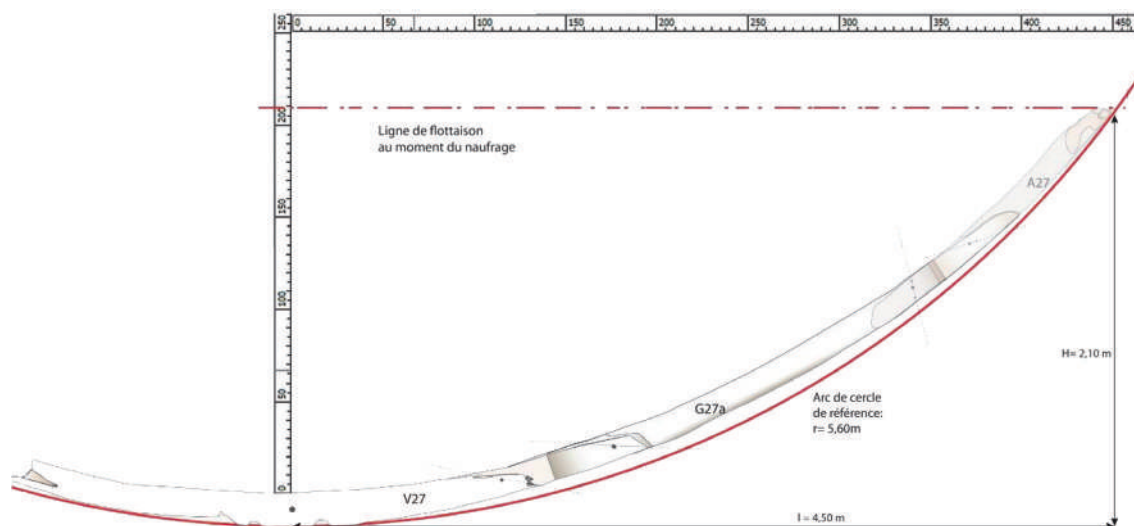 0 50 100 150 200 250 300 350 400 450
250
200
150
100
50
0
Ligne de flottaison
au moment du naufrage
A27
H= 2,10 m
G27a
Arc de cercle
de référence:
r= 5,60m
V27
l = 4,50 m